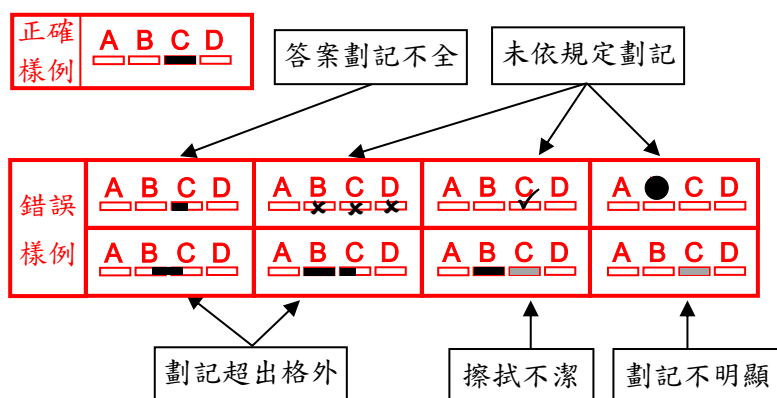 正確
樣例
A B C D
答案劃記不全
未依規定劃記
錯誤
樣例
A B C D
A B C D
A B C D
A C D
A B C D
A B C D
A B C D
A B C D
劃記超出格外
擦拭不潔
劃記不明顯